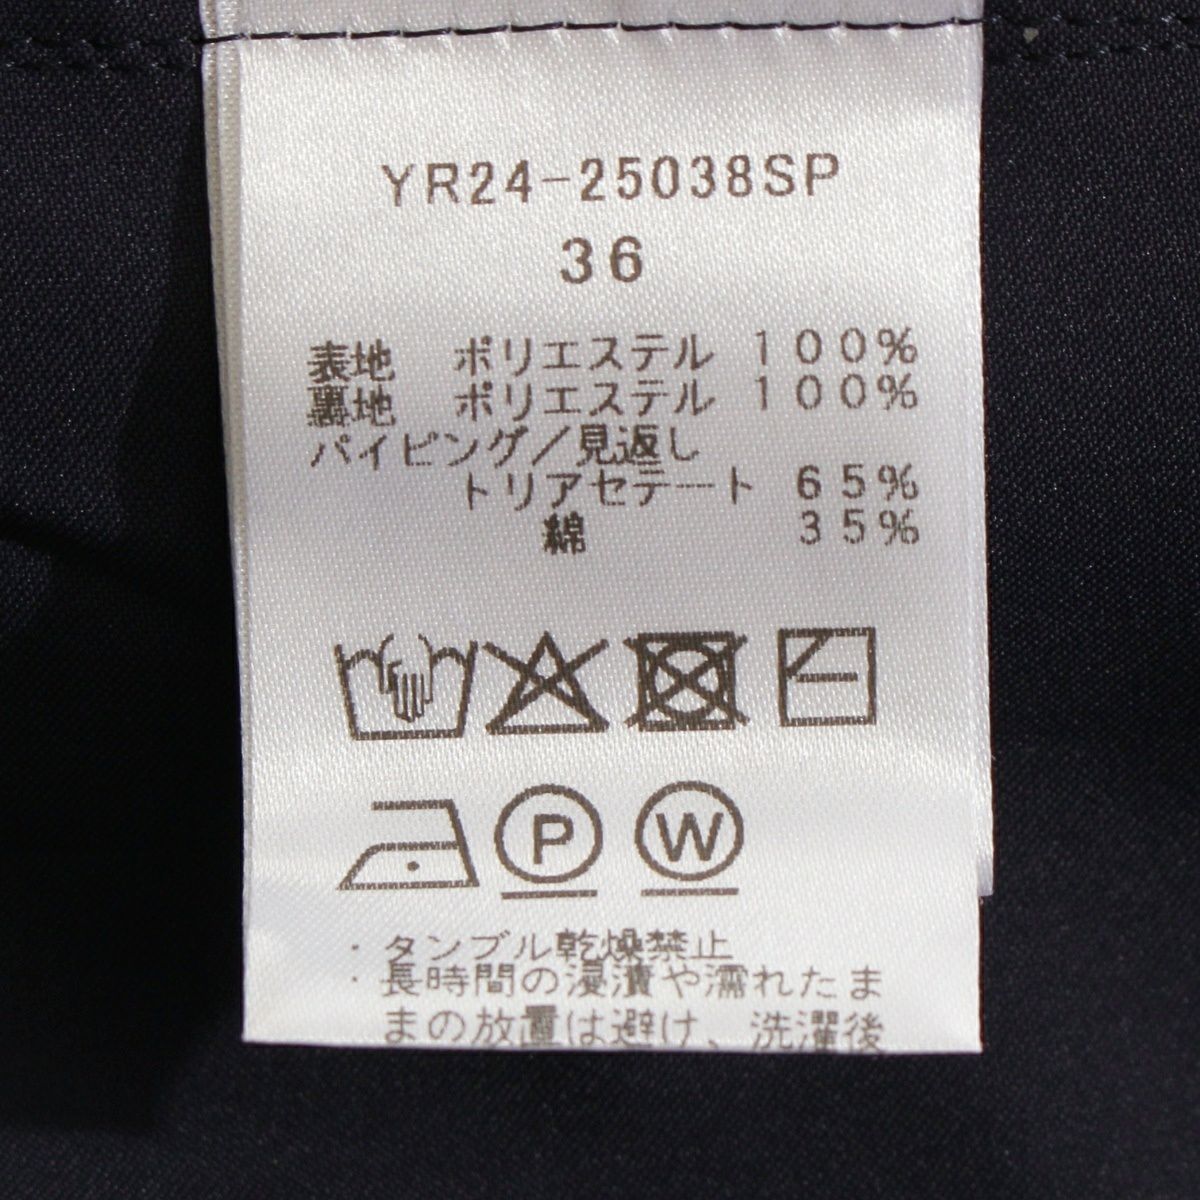 YR24-25038SP
36
表地 ポリエステル 100%
裏地 ポリエステル 100%
パイピング/見返し
トリアセテート 65%
綿 35%
P W
・タンブル乾燥禁止
・長時間の浸漬や濡れたま
まの放置は避け、洗濯後